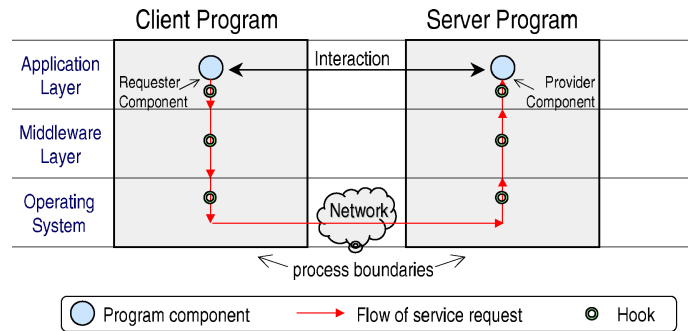 Client Program
Server Program
Application
Layer
Interaction
Requester
Component
Provider
Component
Middleware
Layer
Operating
System
Network
process boundaries
Program component
Flow of service request
Hook